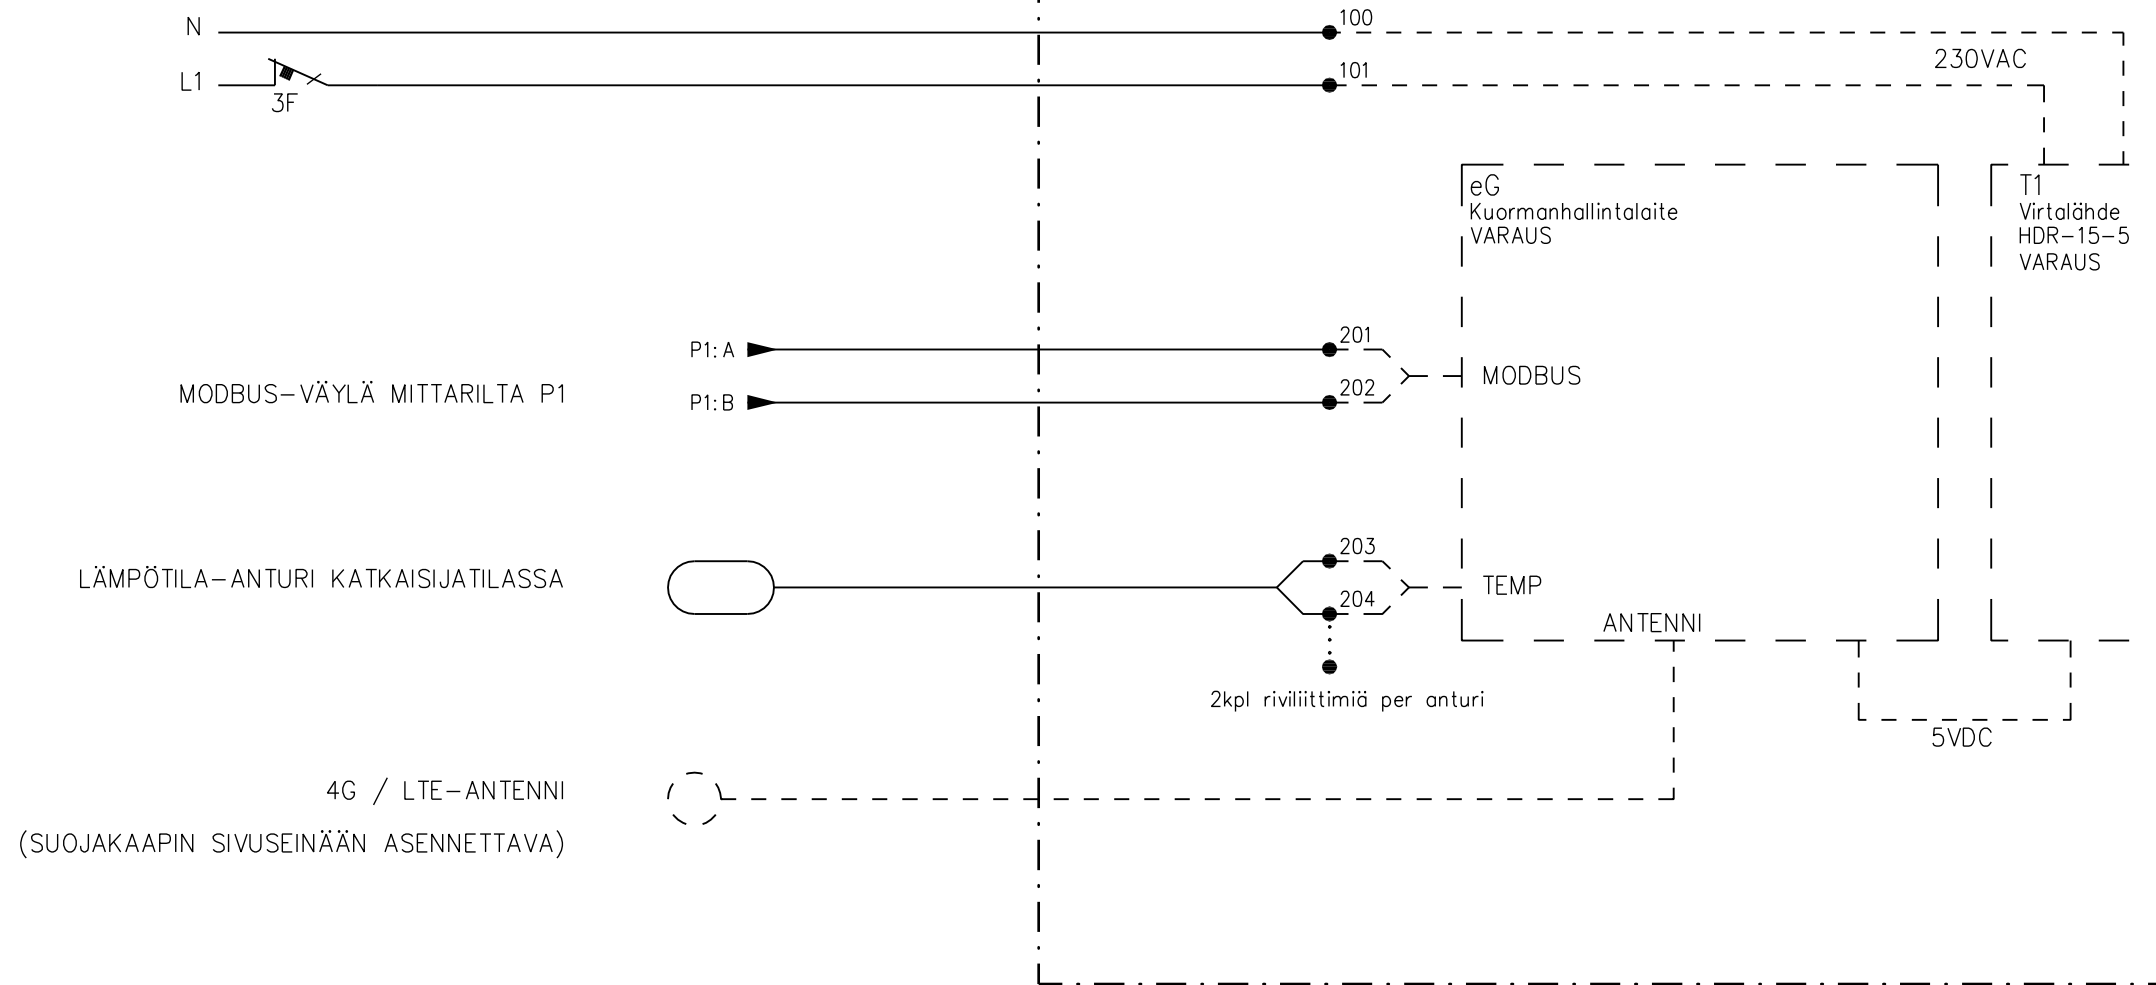 N
100
L1
3F
101
230VAC
eG
Kuormanhallintalaite
VARAUS
T1
Virtalähde
HDR-15-5
VARAUS
MODBUS-VÄYLÄ MITTARILTA P1
P1:A
201
P1:B
202
MODBUS
LÄMPÖTILA-ANTURI KATKAISIJATILASSA
203
204
TEMP
ANTENNI
2kpl riviliittimiä per anturi
5VDC
4G / LTE-ANTENNI
(SUOJAKAAPIN SIVUSEINÄÄN ASENNETTAVA)